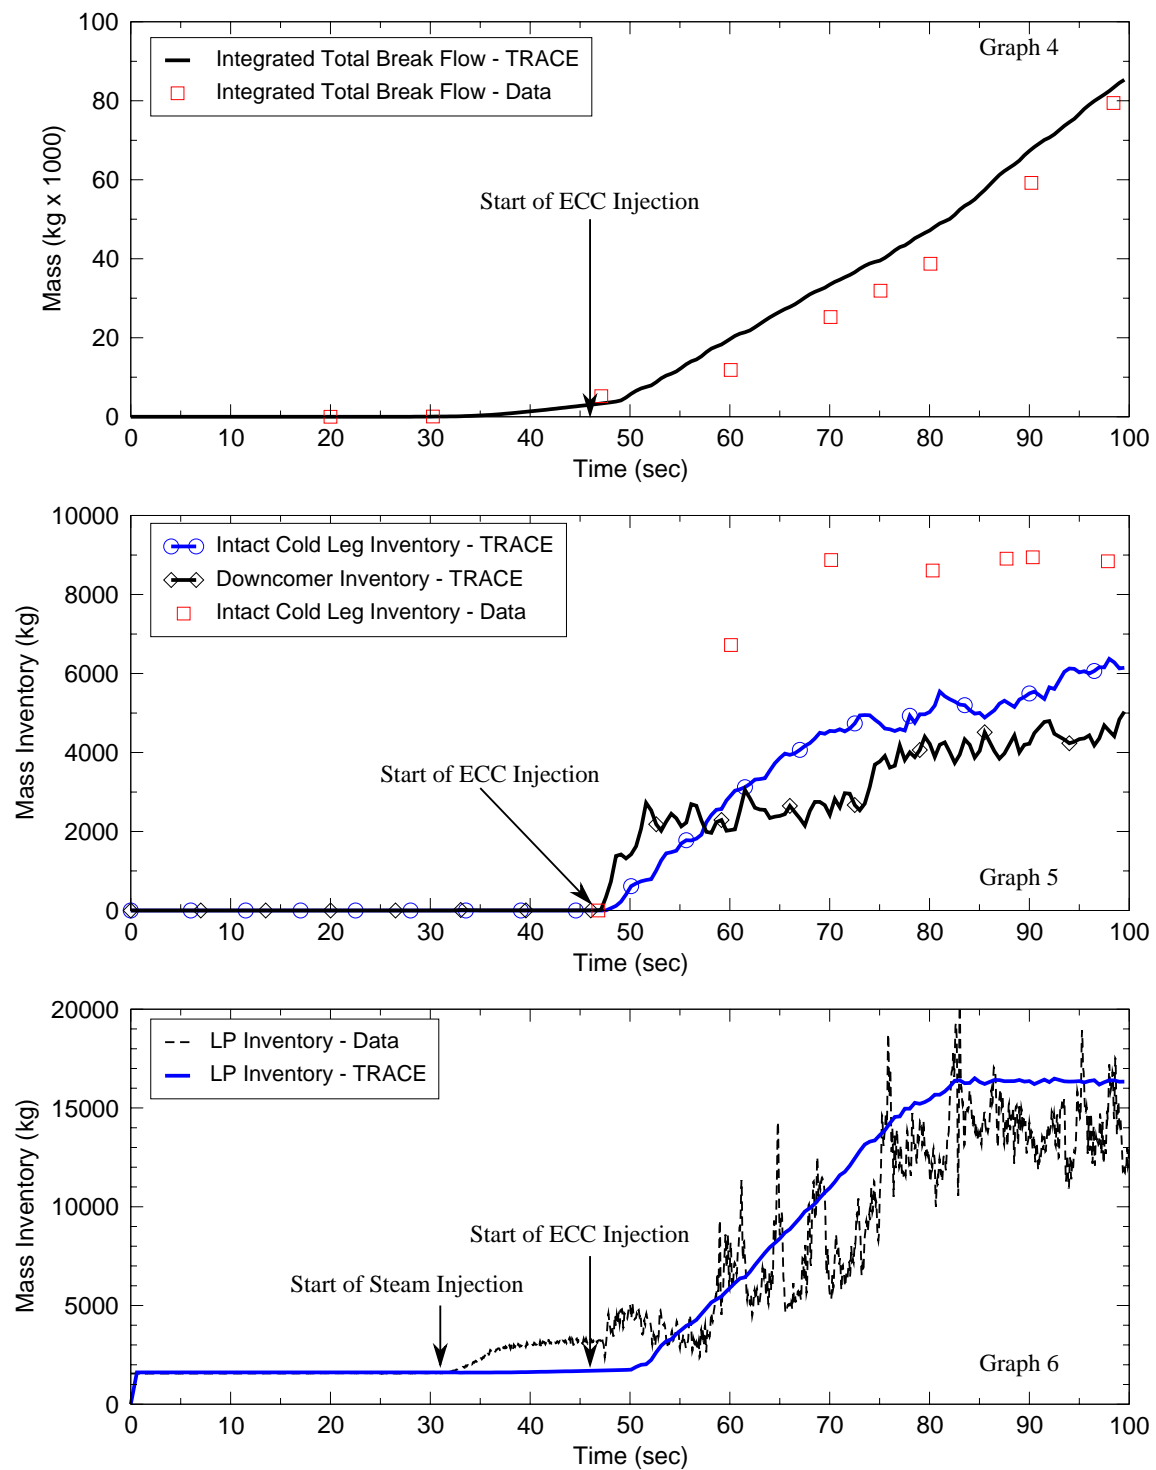 100
80
60
40
20
0
Mass (kg x 1000)
Integrated Total Break Flow - TRACE
Integrated Total Break Flow - Data
Graph 4
Start of ECC Injection
0 10 20 30 40 50 60 70 80 90 100
Time (sec)
10000
8000
6000
4000
2000
0
Mass Inventory (kg)
Intact Cold Leg Inventory - TRACE
Downcomer Inventory - TRACE
Intact Cold Leg Inventory - Data
Start of ECC Injection
Graph 5
0 10 20 30 40 50 60 70 80 90 100
Time (sec)
20000
15000
10000
5000
0
Mass Inventory (kg)
LP Inventory - Data
LP Inventory - TRACE
Start of ECC Injection
Start of Steam Injection
Graph 6
0 10 20 30 40 50 60 70 80 90 100
Time (sec)